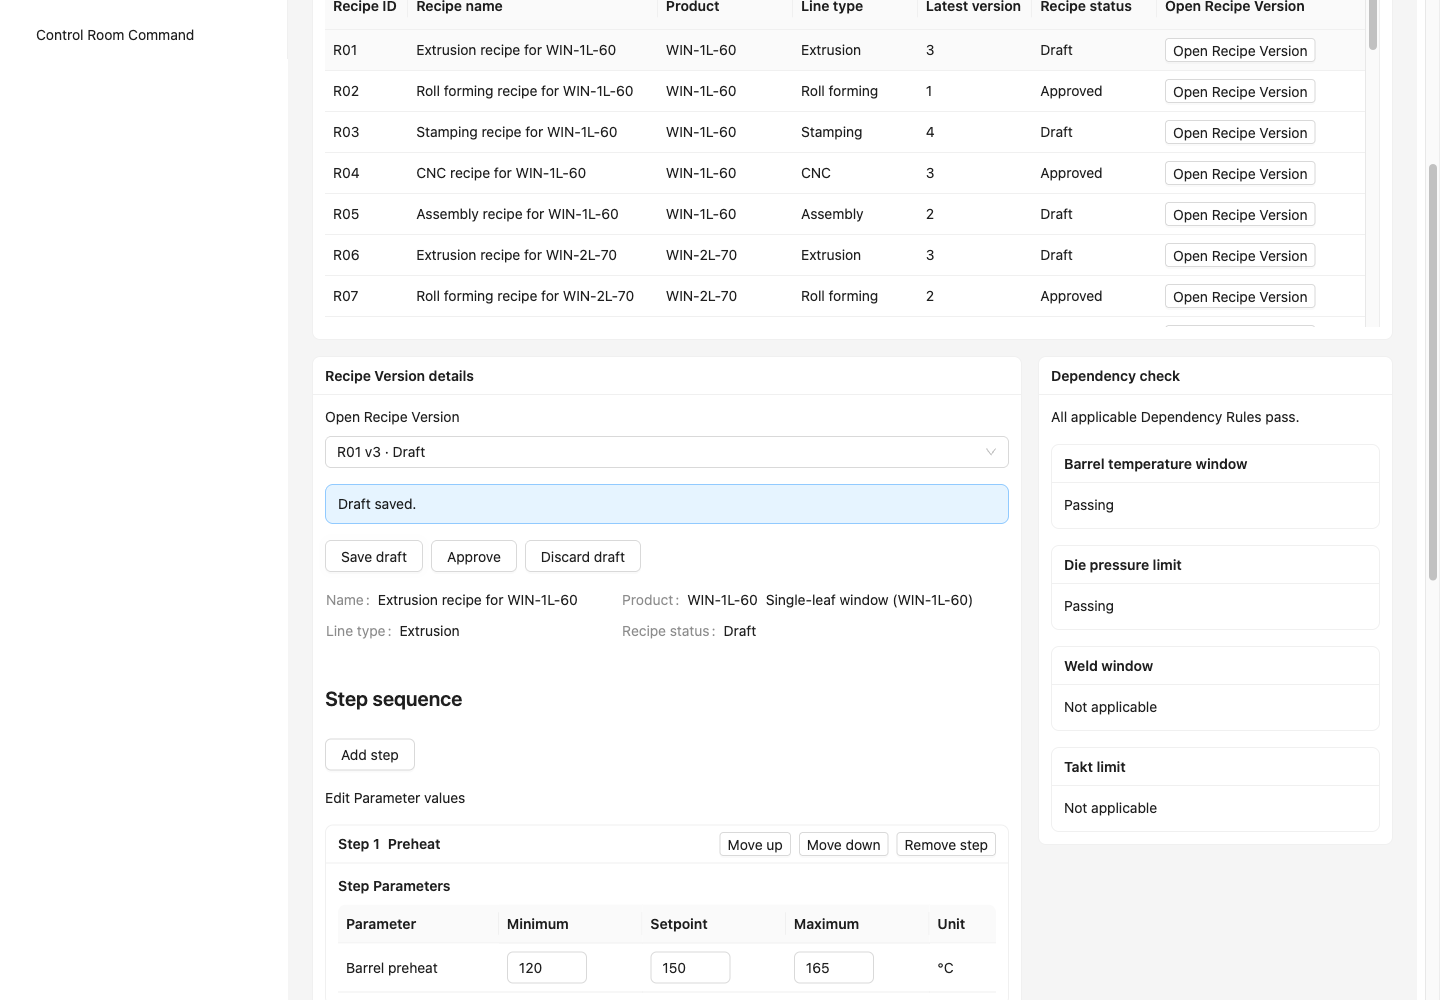 Control Room Command
Recipe ID Recipe name Product Line type Latest version Recipe status Open Recipe Version
R01 Extrusion recipe for WIN-1L-60 WIN-1L-60 Extrusion 3 Draft Open Recipe Version
R02 Roll forming recipe for WIN-1L-60 WIN-1L-60 Roll forming 1 Approved Open Recipe Version
R03 Stamping recipe for WIN-1L-60 WIN-1L-60 Stamping 4 Draft Open Recipe Version
R04 CNC recipe for WIN-1L-60 WIN-1L-60 CNC 3 Approved Open Recipe Version
R05 Assembly recipe for WIN-1L-60 WIN-1L-60 Assembly 2 Draft Open Recipe Version
R06 Extrusion recipe for WIN-2L-70 WIN-2L-70 Extrusion 3 Draft Open Recipe Version
R07 Roll forming recipe for WIN-2L-70 WIN-2L-70 Roll forming 2 Approved Open Recipe Version
Recipe Version details
Open Recipe Version
R01 v3 · Draft
Draft saved.
Save draft Approve Discard draft
Name: Extrusion recipe for WIN-1L-60 Product: WIN-1L-60 Single-leaf window (WIN-1L-60)
Line type: Extrusion Recipe status: Draft
Step sequence
Add step
Edit Parameter values
Step 1 Preheat Move up Move down Remove step
Step Parameters
Parameter Minimum Setpoint Maximum Unit
Barrel preheat 120 150 165 °C
Dependency check
All applicable Dependency Rules pass.
Barrel temperature window
Passing
Die pressure limit
Passing
Weld window
Not applicable
Takt limit
Not applicable